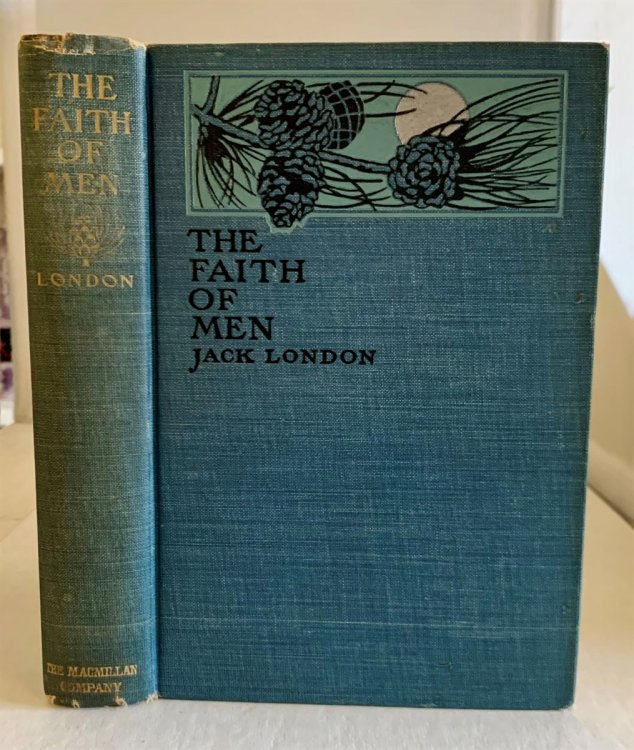 THE
FAITH
OF
MEN
LONDON
THE MACMILLAN
COMPANY
THE
FAITH
OF
MEN
JACK LONDON